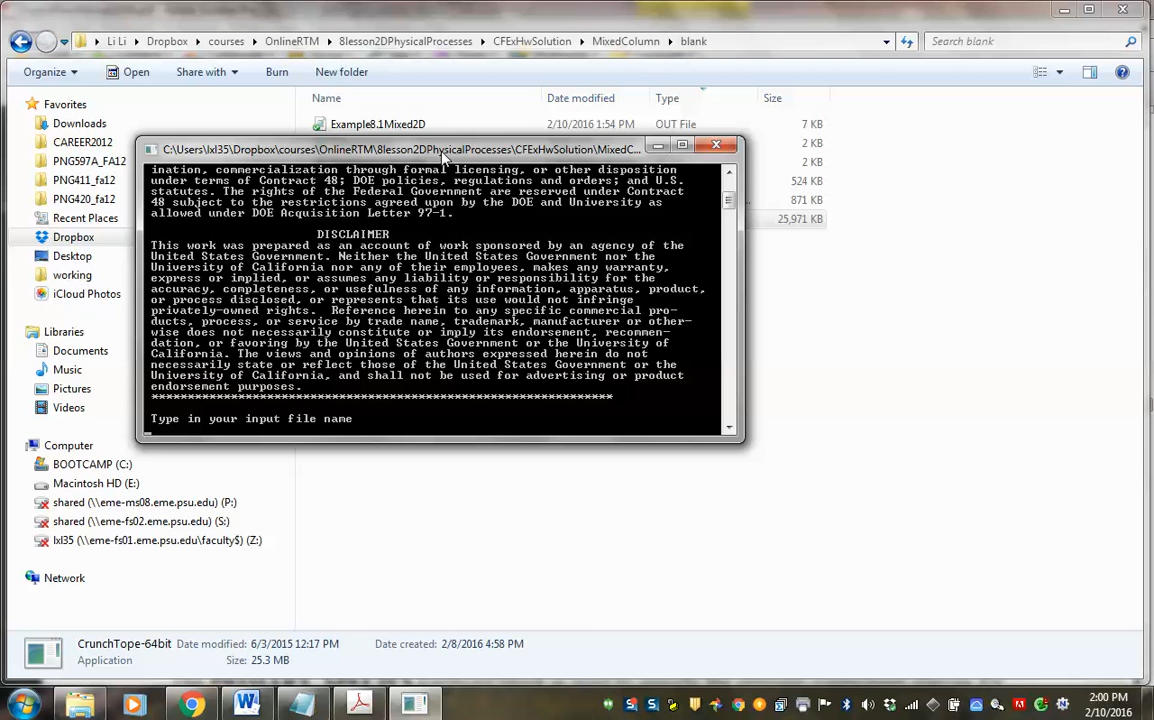 Li Li ▸ Dropbox ▸ courses ▸ OnlineRTM ▸ 8lesson2DPhysicalProcesses ▸ CFExHwSolution ▸ MixedColumn ▸ blank
Search blank
Organize Open Share with Burn New folder
Name Date modified Type Size
Favorites
Downloads
CAREER2012
PNG597A_FA12
PNG411_fa12
PNG420_fa12
Recent Places
Dropbox
Desktop
working
iCloud Photos
Libraries
Documents
Music
Pictures
Videos
Computer
BOOTCAMP (C:)
Macintosh HD (E:)
shared (\\eme-ms08.eme.psu.edu) (P:)
shared (\\eme-fs02.eme.psu.edu) (S:)
lxl35 (\\eme-fs01.eme.psu.edu\faculty$) (Z:)
Network
Example8.1Mixed2D 2/10/2016 1:54 PM OUT File 7 KB
2 KB
2 KB
524 KB
871 KB
25,971 KB
C:\Users\lxl35\Dropbox\courses\OnlineRTM\8lesson2DPhysicalProcesses\CFExHwSolution\MixedC...
ination, commercialization through formal licensing, or other disposition
under terms of Contract 48; DOE policies, regulations and orders; and U.S.
statutes. The rights of the Federal Government are reserved under Contract
48 subject to the restrictions agreed upon by the DOE and University as
allowed under DOE Acquisition Letter 97-1.
DISCLAIMER
This work was prepared as an account of work sponsored by an agency of the
United States Government. Neither the United States Government nor the
University of California nor any of their employees, makes any warranty,
express or implied, or assumes any liability or responsibility for the
accuracy, completeness, or usefulness of any information, apparatus, product,
or process disclosed, or represents that its use would not infringe
privately-owned rights. Reference herein to any specific commercial pro-
ducts, process, or service by trade name, trademark, manufacturer or other-
wise does not necessarily constitute or imply its endorsement, recommen-
dation, or favoring by the United States Government or the University of
California. The views and opinions of authors expressed herein do not
necessarily state or reflect those of the United States Government or the
University of California, and shall not be used for advertising or product
endorsement purposes.
****************************************************************
Type in your input file name
CrunchTope-64bit Date modified: 6/3/2015 12:17 PM Date created: 2/8/2016 4:58 PM
Application Size: 25.3 MB
2:00 PM
2/10/2016